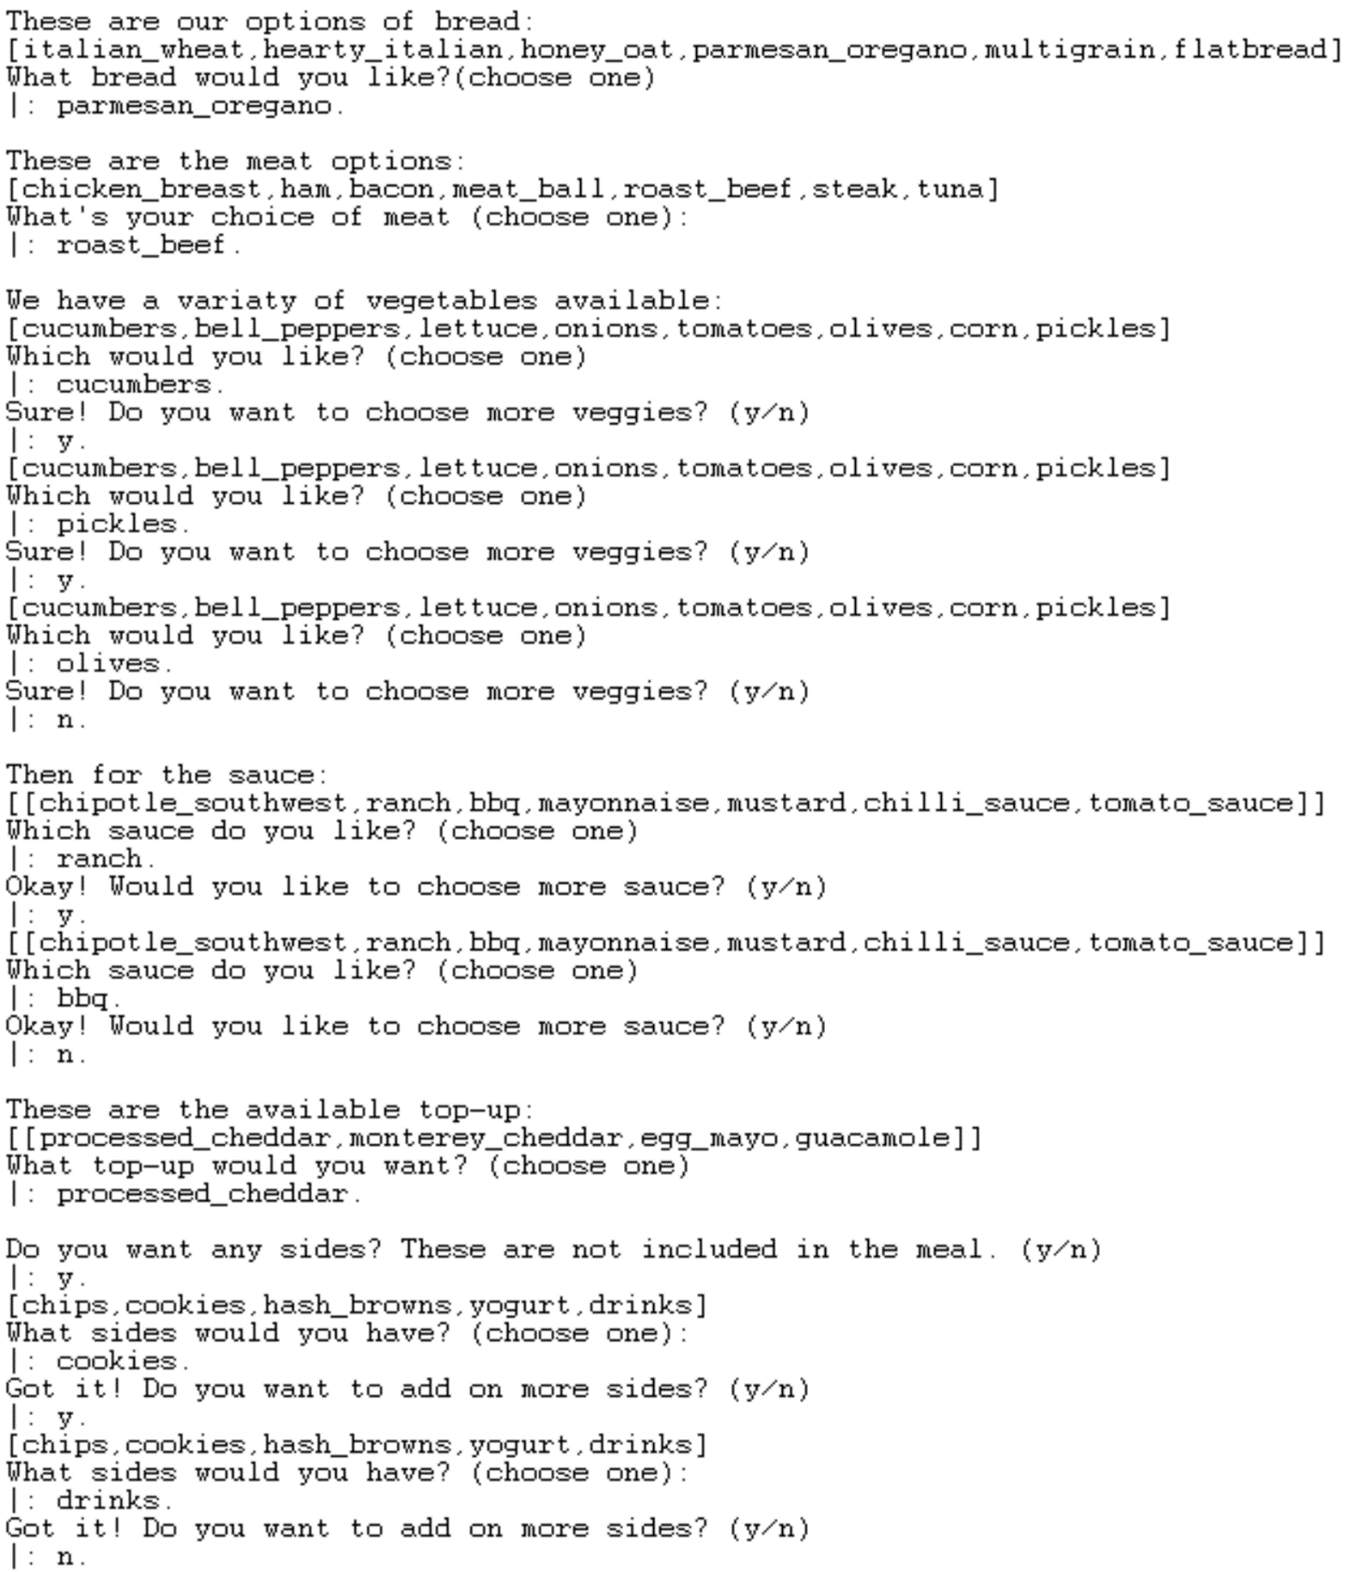 These are our options of bread:
[italian_wheat,hearty_italian,honey_oat,parmesan_oregano,multigrain,flatbread]
What bread would you like?(choose one)
|: parmesan_oregano.
These are the meat options:
[chicken_breast,ham,bacon,meat_ball,roast_beef,steak,tuna]
What's your choice of meat (choose one):
|: roast_beef.
We have a variaty of vegetables available:
[cucumbers,bell_peppers,lettuce,onions,tomatoes,olives,corn,pickles]
Which would you like? (choose one)
|: cucumbers.
Sure! Do you want to choose more veggies? (y/n)
|: y.
[cucumbers,bell_peppers,lettuce,onions,tomatoes,olives,corn,pickles]
Which would you like? (choose one)
|: pickles.
Sure! Do you want to choose more veggies? (y/n)
|: y.
[cucumbers,bell_peppers,lettuce,onions,tomatoes,olives,corn,pickles]
Which would you like? (choose one)
|: olives.
Sure! Do you want to choose more veggies? (y/n)
|: n.
Then for the sauce:
[[chipotle_southwest,ranch,bbq,mayonnaise,mustard,chilli_sauce,tomato_sauce]]
Which sauce do you like? (choose one)
|: ranch.
Okay! Would you like to choose more sauce? (y/n)
|: y.
[[chipotle_southwest,ranch,bbq,mayonnaise,mustard,chilli_sauce,tomato_sauce]]
Which sauce do you like? (choose one)
|: bbq.
Okay! Would you like to choose more sauce? (y/n)
|: n.
These are the available top-up:
[[processed_cheddar,monterey_cheddar,egg_mayo,guacamole]]
What top-up would you want? (choose one)
|: processed_cheddar.
Do you want any sides? These are not included in the meal. (y/n)
|: y.
[chips,cookies,hash_browns,yogurt,drinks]
What sides would you have? (choose one):
|: cookies.
Got it! Do you want to add on more sides? (y/n)
|: y.
[chips,cookies,hash_browns,yogurt,drinks]
What sides would you have? (choose one):
|: drinks.
Got it! Do you want to add on more sides? (y/n)
|: n.